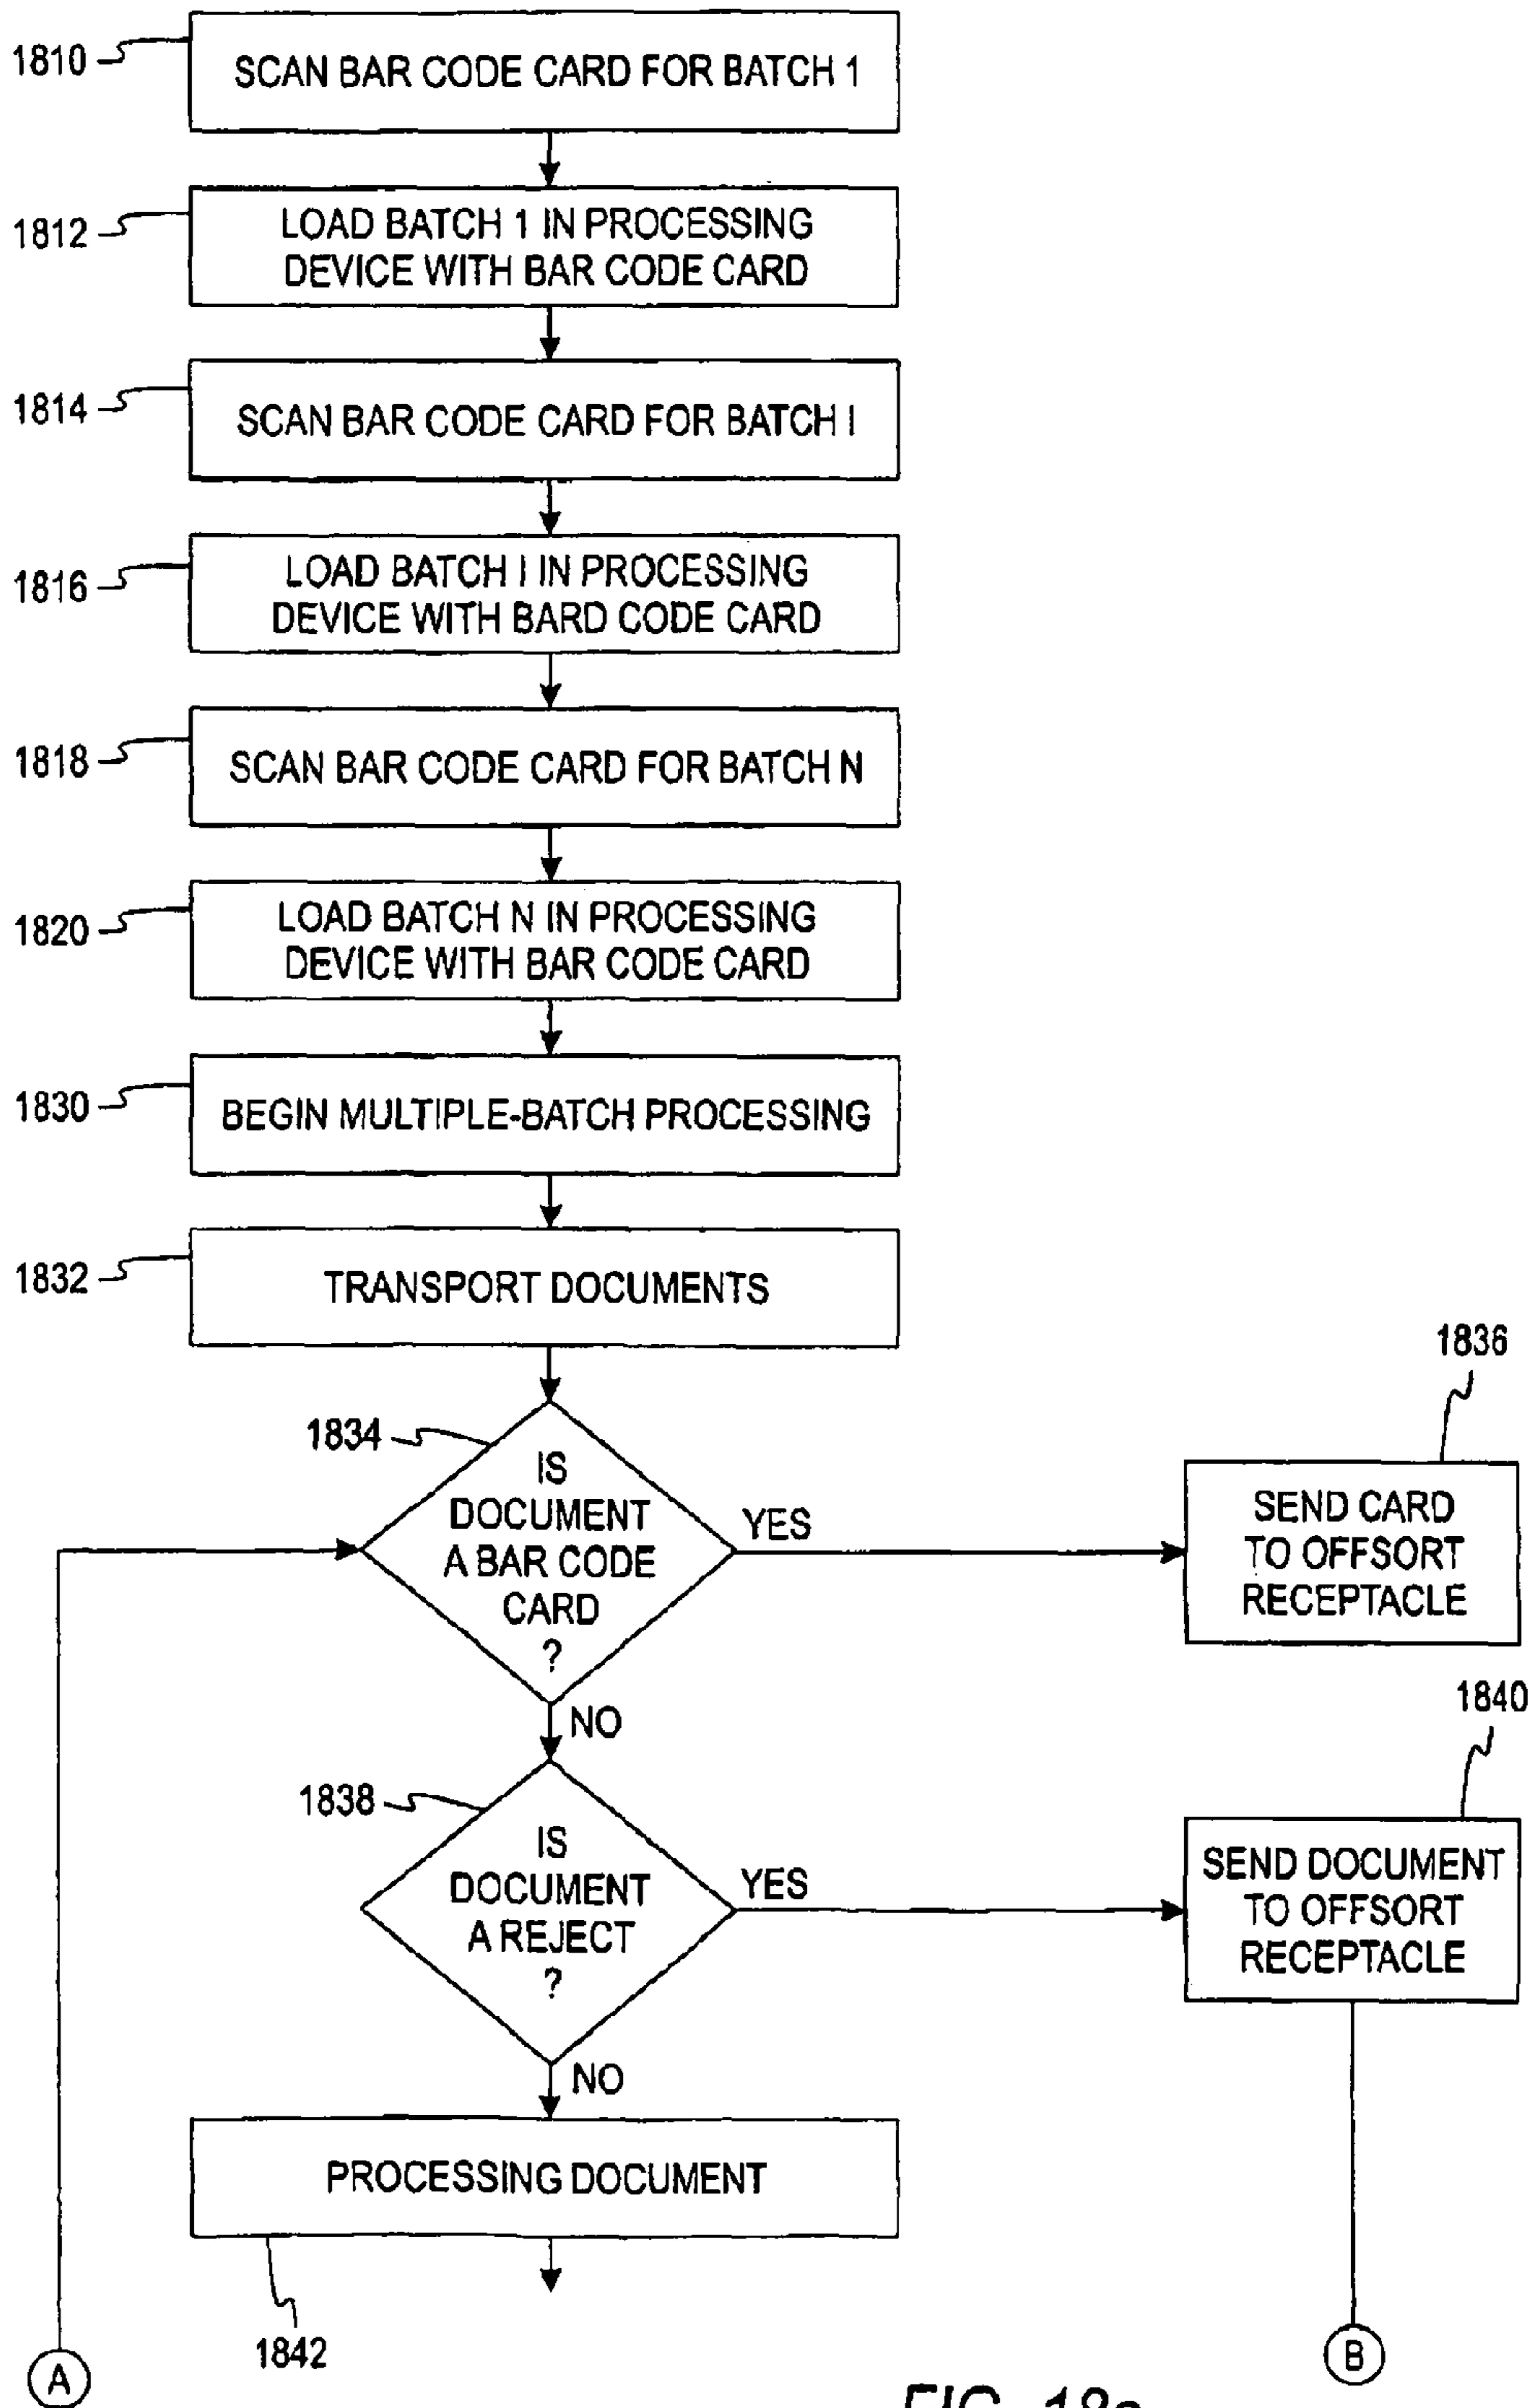 1810
SCAN BAR CODE CARD FOR BATCH 1
1812
LOAD BATCH 1 IN PROCESSING
DEVICE WITH BAR CODE CARD
1814
SCAN BAR CODE CARD FOR BATCH I
1816
LOAD BATCH I IN PROCESSING
DEVICE WITH BARD CODE CARD
1818
SCAN BAR CODE CARD FOR BATCH N
1820
LOAD BATCH N IN PROCESSING
DEVICE WITH BAR CODE CARD
1830
BEGIN MULTIPLE-BATCH PROCESSING
1832
TRANSPORT DOCUMENTS
1834
IS
DOCUMENT
A BAR CODE
CARD
?
YES
1836
SEND CARD
TO OFFSORT
RECEPTACLE
NO
1838
IS
DOCUMENT
A REJECT
?
YES
1840
SEND DOCUMENT
TO OFFSORT
RECEPTACLE
NO
PROCESSING DOCUMENT
1842
A
B
FIG. 18a